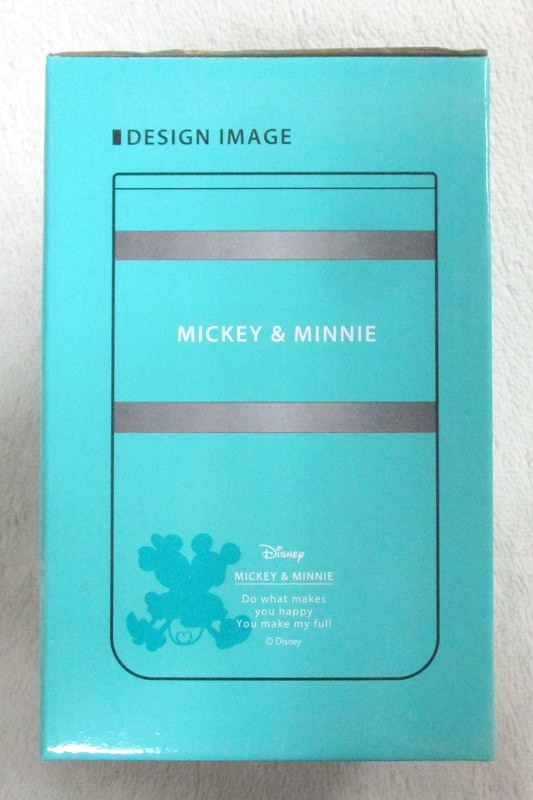 DESIGN IMAGE
MICKEY & MINNIE
Disney
MICKEY & MINNIE
Do what makes
you happy
You make my full
© Disney